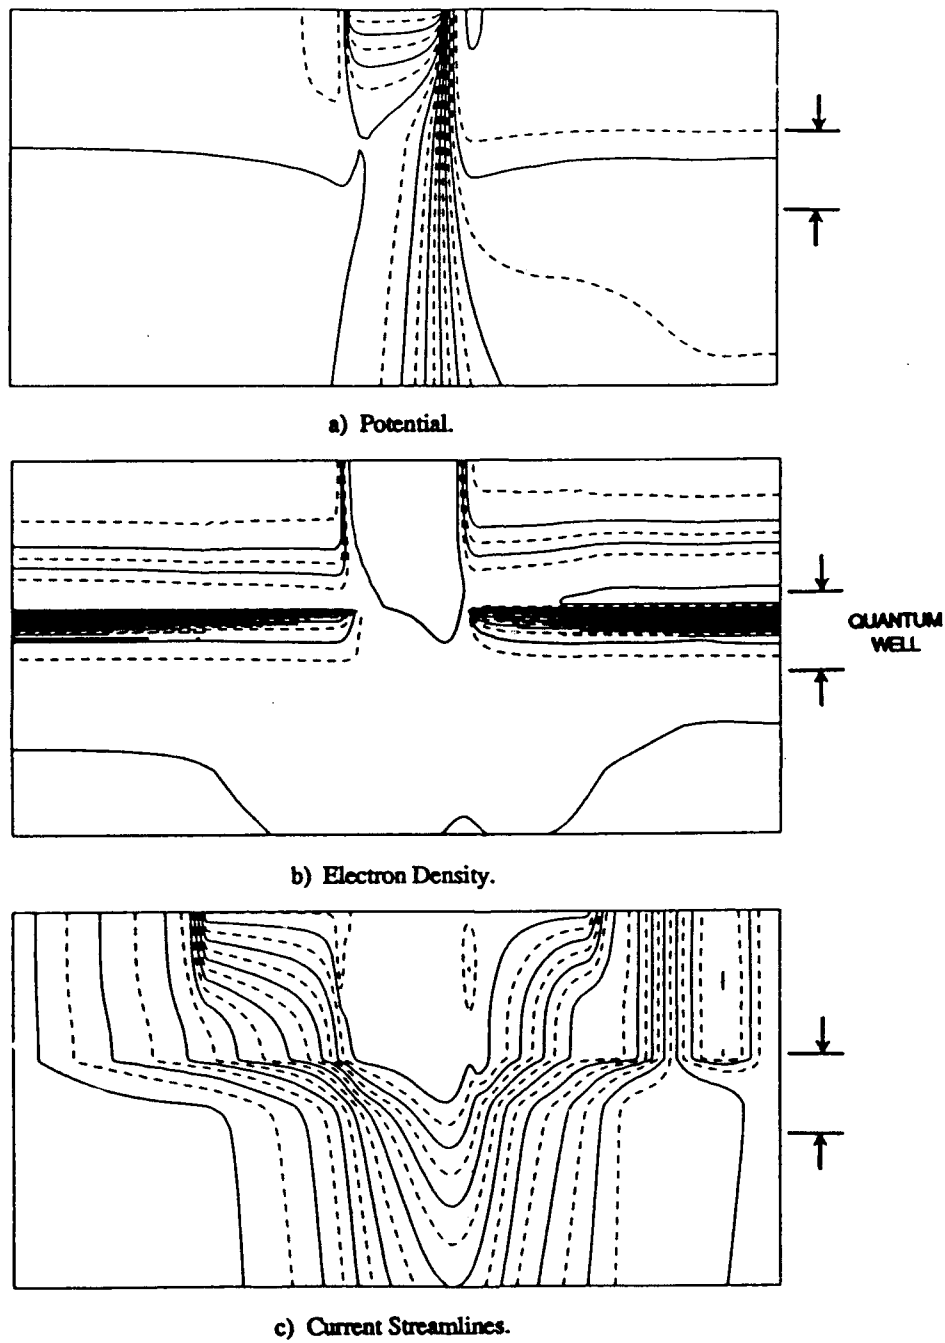 a) Potential.
QUANTUM
WELL
b) Electron Density.
c) Current Streamlines.